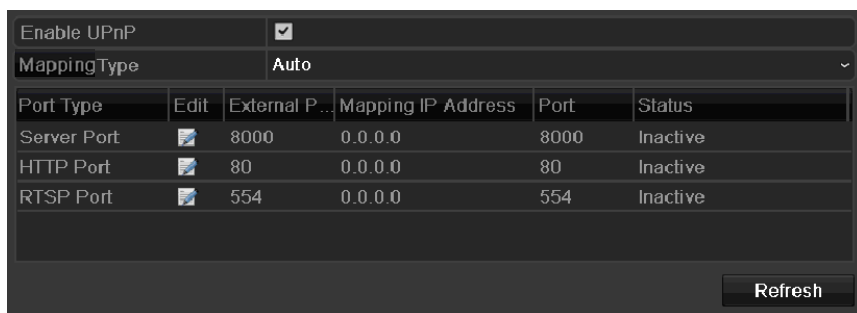 Enable UPnP
Mapping Type Auto
Port Type Edit External P... Mapping IP Address Port Status
Server Port 8000 0.0.0.0 8000 Inactive
HTTP Port 80 0.0.0.0 80 Inactive
RTSP Port 554 0.0.0.0 554 Inactive
Refresh